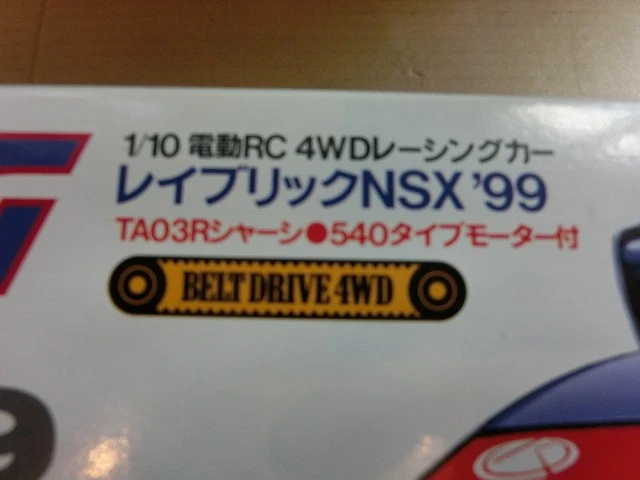 1/10 電動RC 4WDレーシングカー
レイブリックNSX '99
TA03Rシャーシ●540タイプモーター付
BELT DRIVE 4WD
9